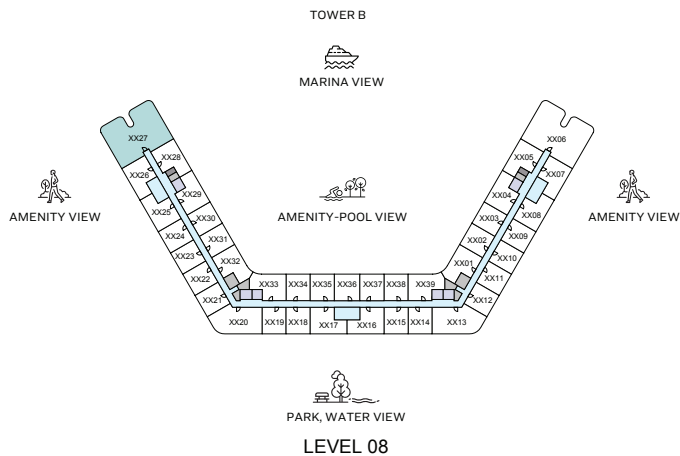 TOWER B
MARINA VIEW
XX27
XX06
XX28
XX05
XX26
XX07
XX29
XX04
AMENITY VIEW
AMENITY-POOL VIEW
AMENITY VIEW
XX25
XX30
XX03
XX08
XX24
XX31
XX02
XX09
XX23
XX32
XX01
XX10
XX22
XX11
XX21
XX33
XX34
XX35
XX36
XX37
XX38
XX39
XX12
XX20
XX19
XX18
XX17
XX16
XX15
XX14
XX13
PARK, WATER VIEW
LEVEL 08